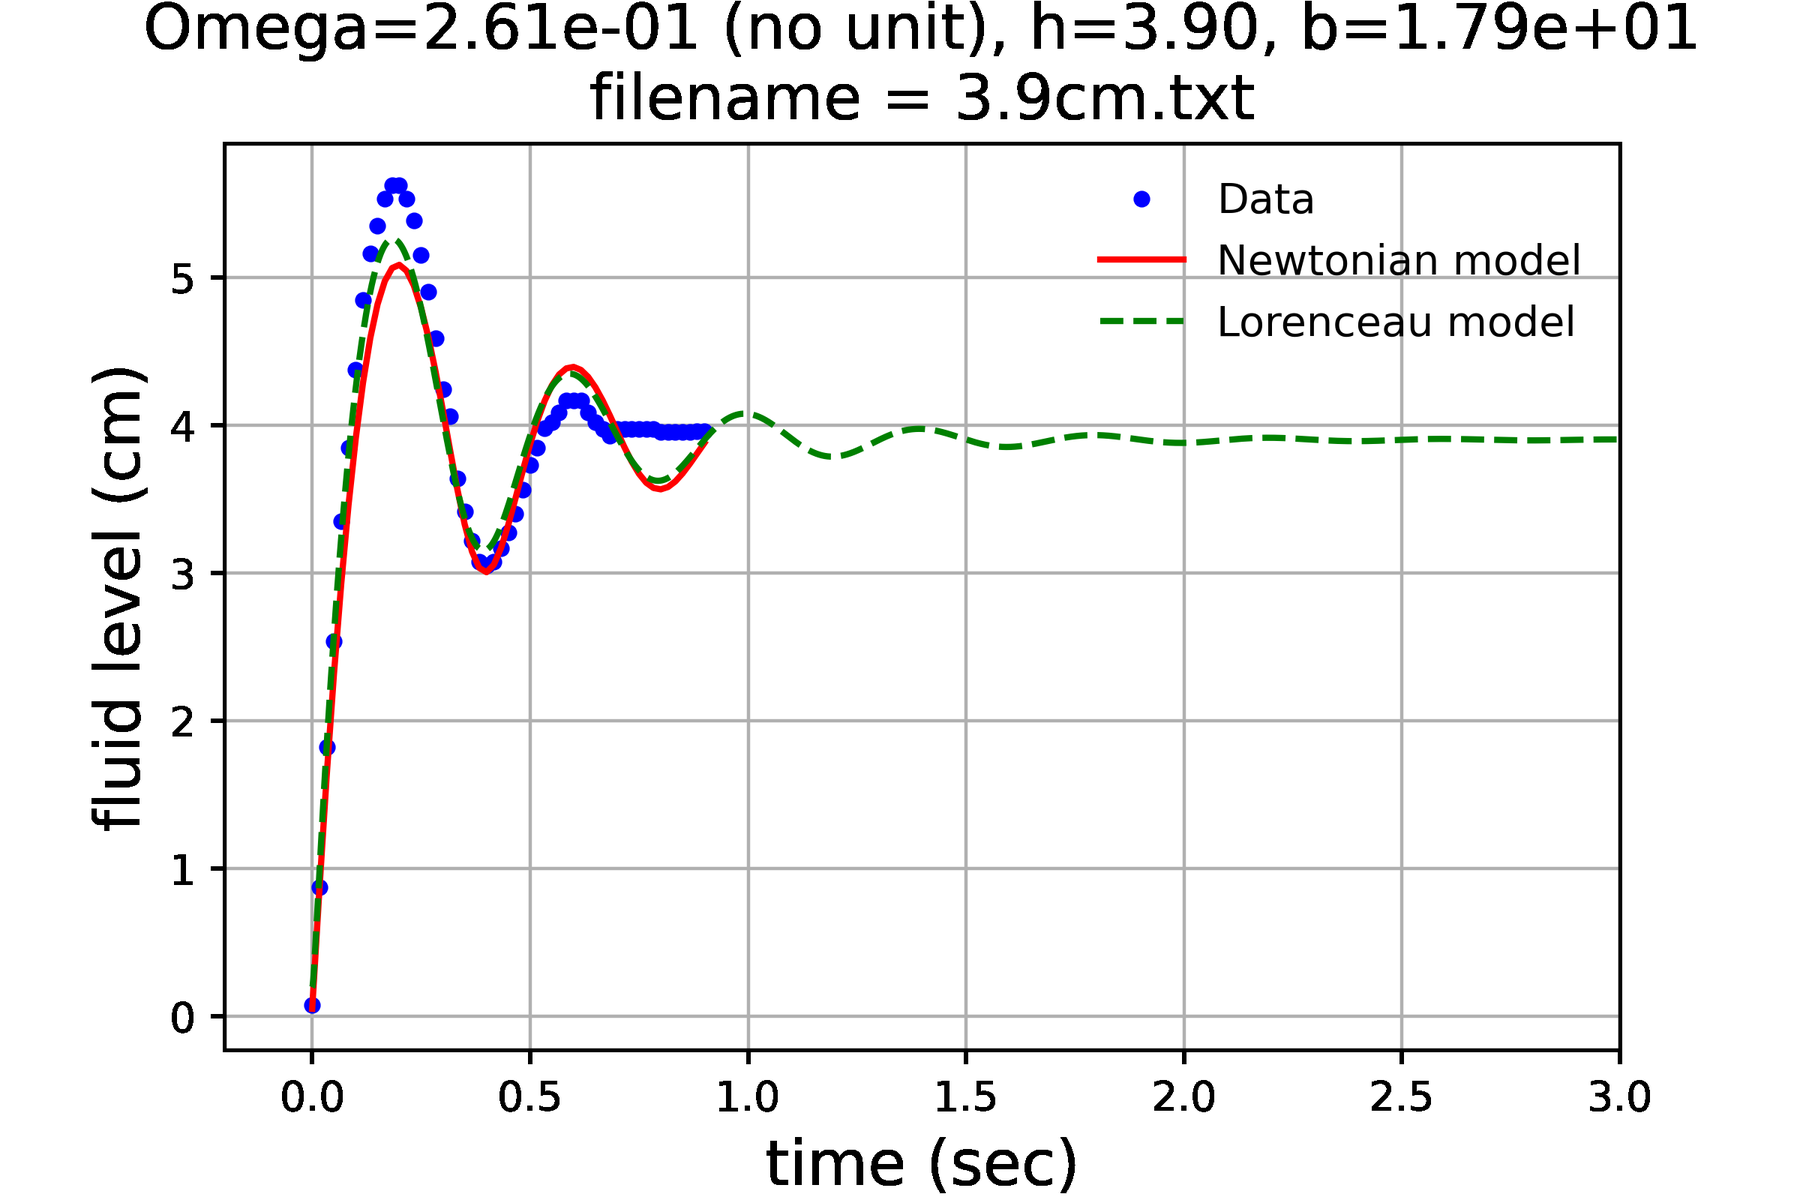 Omega=2.61e-01 (no unit), h=3.90, b=1.79e+01
filename = 3.9cm.txt
Data
Newtonian model
Lorenceau model
fluid level (cm)
5
4
3
2
1
0
0.0 0.5 1.0 1.5 2.0 2.5 3.0
time (sec)